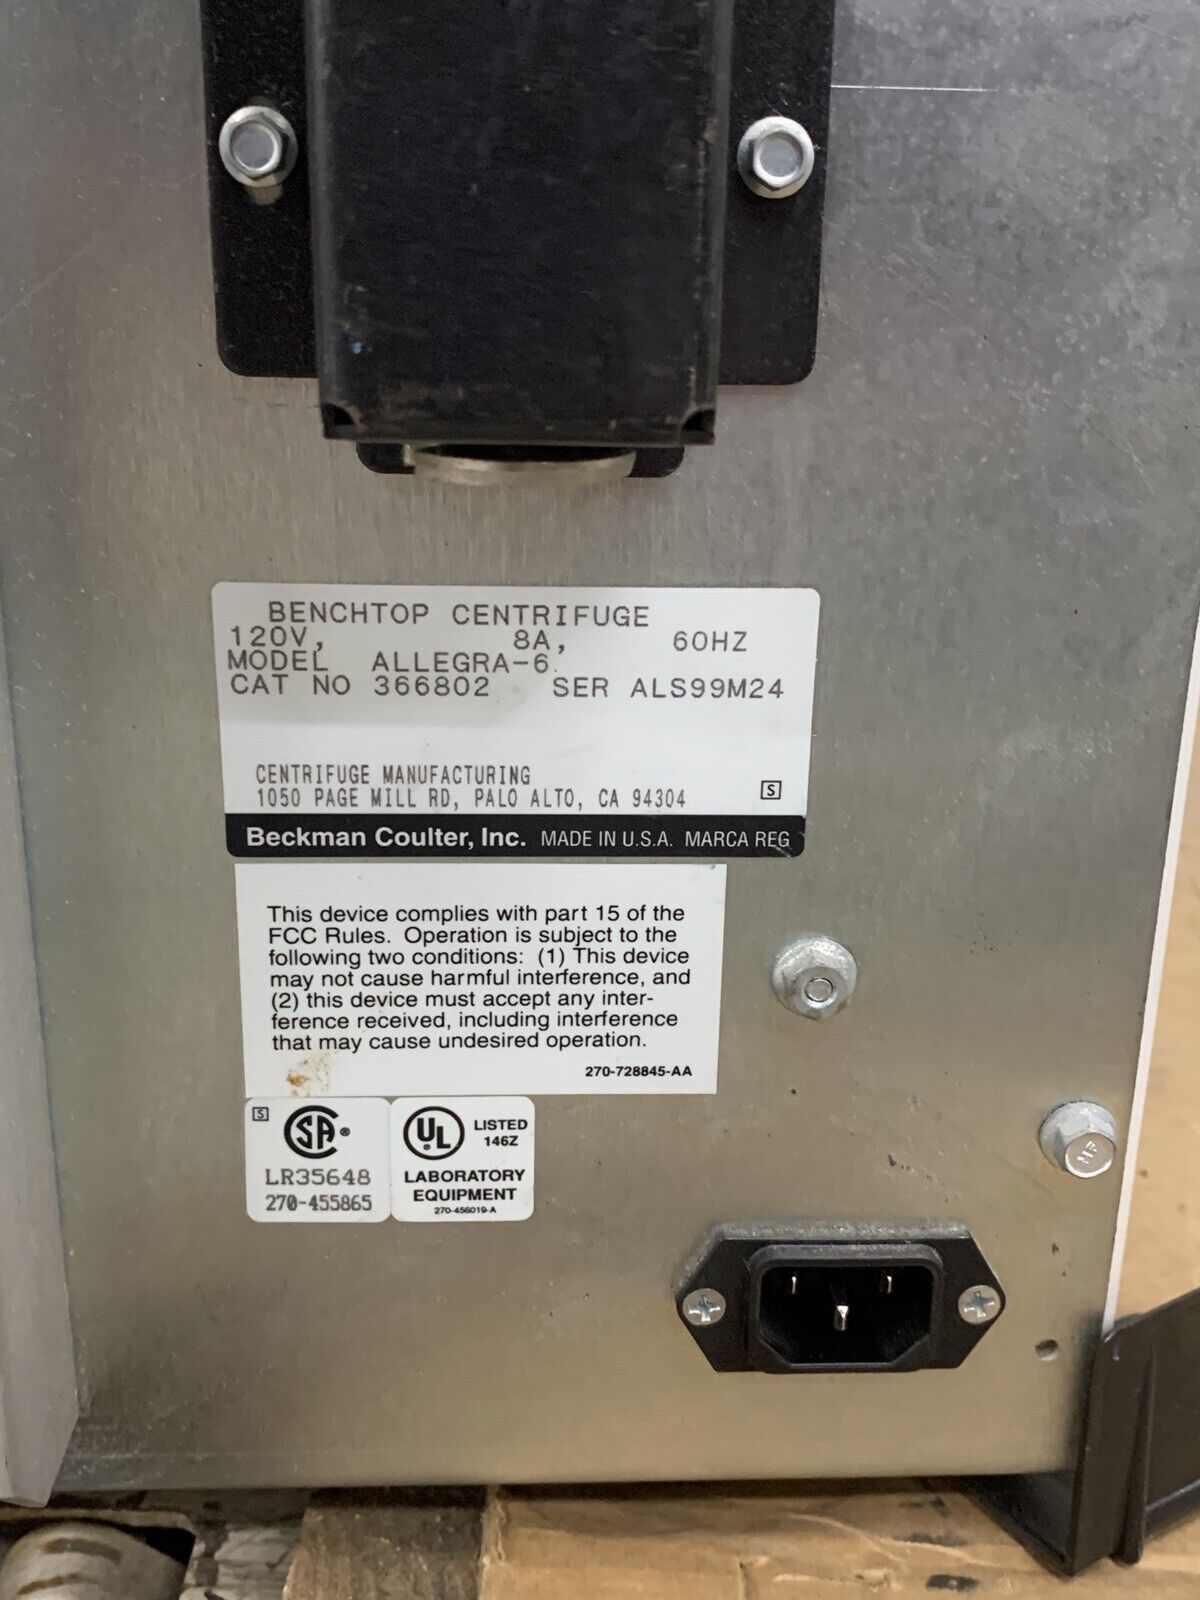 BENCHTOP CENTRIFUGE
120V, 8A, 60HZ
MODEL ALLEGRA-6.
CAT NO 366802 SER ALS99M24
CENTRIFUGE MANUFACTURING
1050 PAGE MILL RD, PALO ALTO, CA 94304
S
Beckman Coulter, Inc. MADE IN U.S.A. MARCA REG
This device complies with part 15 of the
FCC Rules. Operation is subject to the
following two conditions: (1) This device
may not cause harmful interference, and
(2) this device must accept any inter-
ference received, including interference
that may cause undesired operation.
270-728845-AA
S
SA ®
LR35648
270-455865
UL LISTED
146Z
LABORATORY
EQUIPMENT
270-456019-A